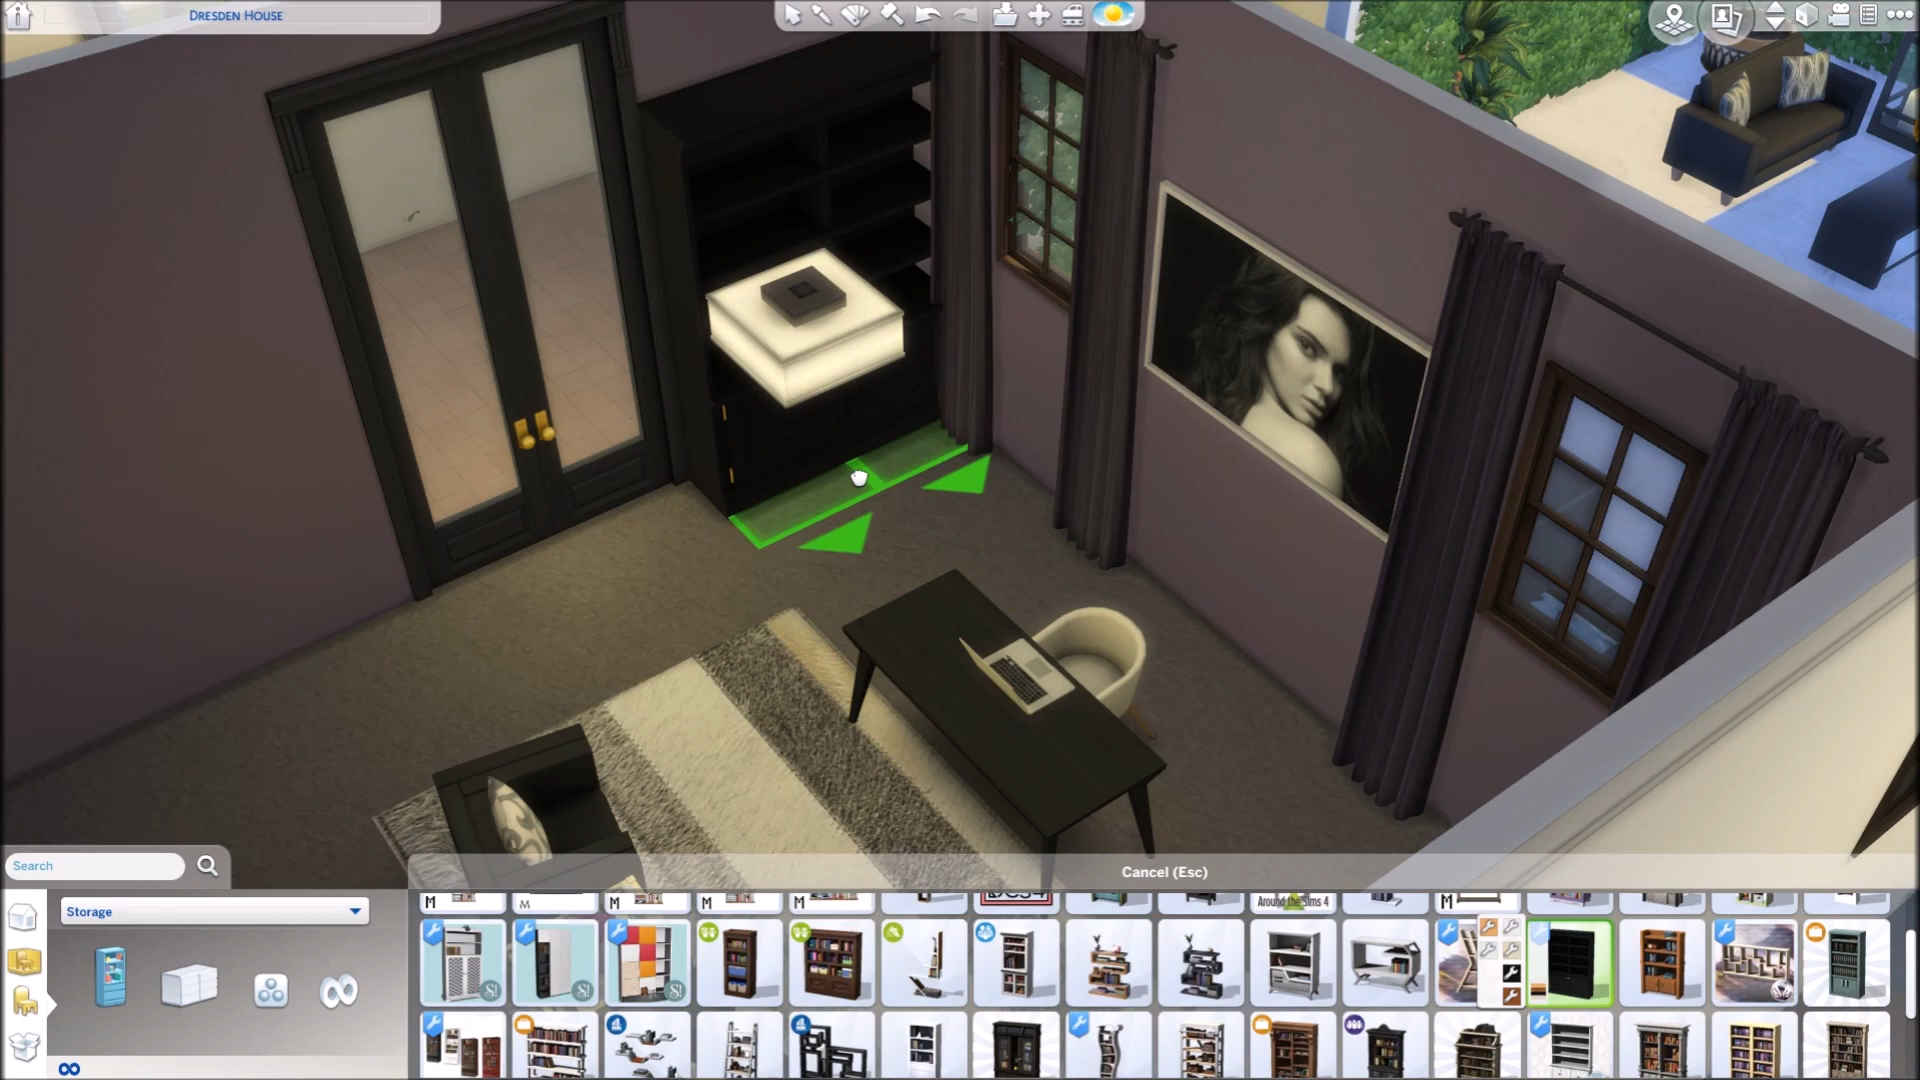 Dresden House
Search
Cancel (Esc)
Storage
M
M
M
M
M
Around the Sims 4
M
S!
S!
S!